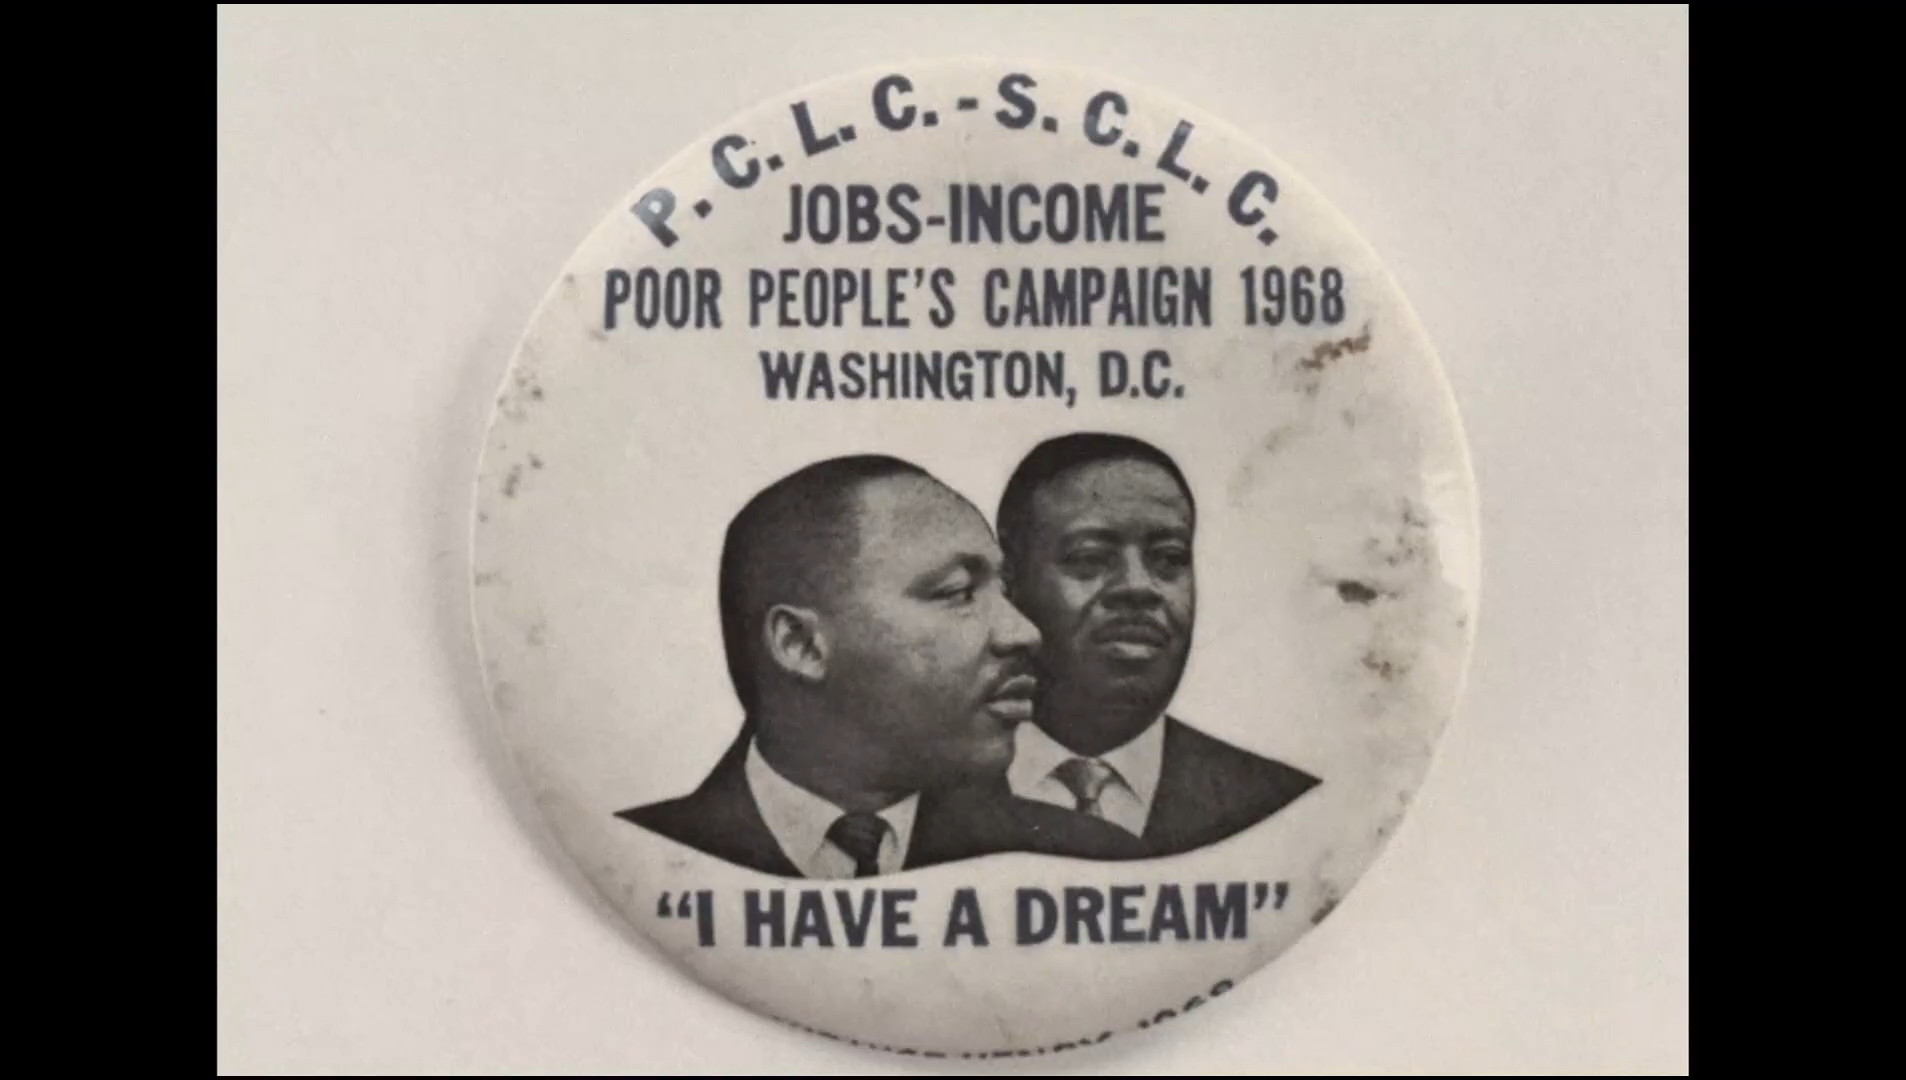 P. C. L. C. - S. C. L. C.
JOBS-INCOME
POOR PEOPLE'S CAMPAIGN 1968
WASHINGTON, D.C.
“I HAVE A DREAM”